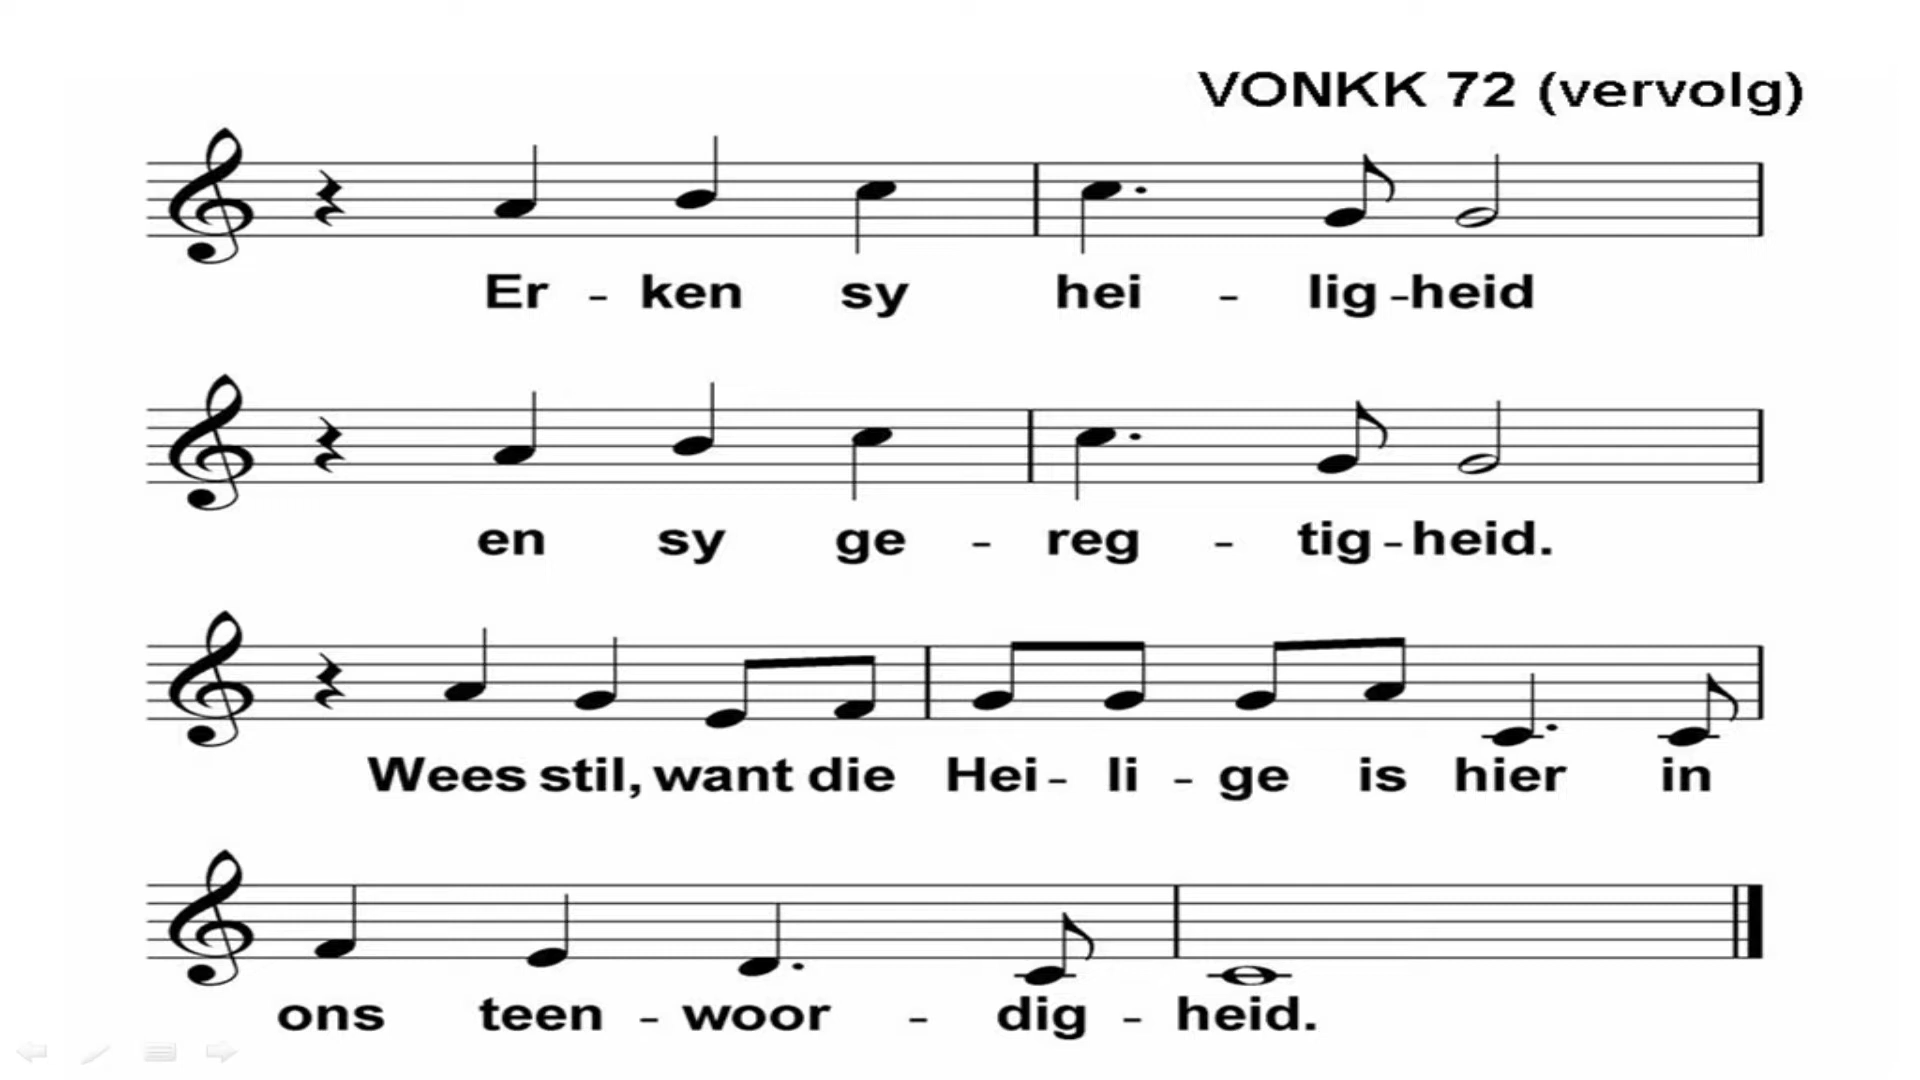 VONKK 72 (vervolg)
Er - ken sy hei - lig - heid
en sy ge - reg - tig - heid.
Wees stil, want die Hei - li - ge is hier in
ons teen - woor - dig - heid.